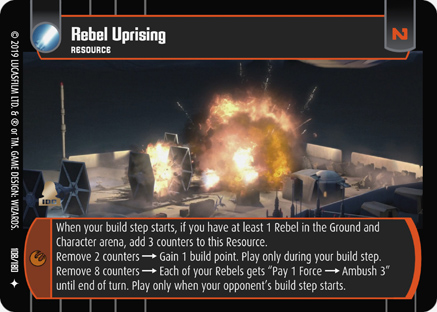 Rebel Uprising
RESOURCE
N
When your build step starts, if you have at least 1 Rebel in the Ground and
Character arena, add 3 counters to this Resource.
Remove 2 counters → Gain 1 build point. Play only during your build step.
Remove 8 counters → Each of your Rebels gets “Pay 1 Force → Ambush 3”
until end of turn. Play only when your opponent's build step starts.
© 2019 LUCASFILM LTD. & ® or TM. GAME DESIGN: WIZARDS.